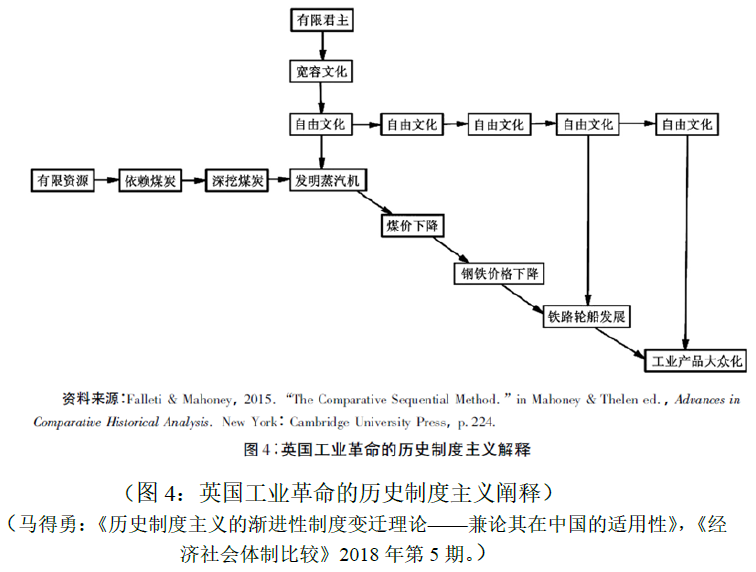 有限君主
宽容文化
自由文化 自由文化 自由文化 自由文化 自由文化
有限资源 依赖煤炭 深挖煤炭 发明蒸汽机
煤价下降
钢铁价格下降
铁路轮船发展
工业产品大众化
资料来源:Falleti & Mahoney, 2015. “The Comparative Sequential Method.” in Mahoney & Thelen ed., Advances in
Comparative Historical Analysis. New York: Cambridge University Press, p.224.
图 4:英国工业革命的历史制度主义解释
（图 4：英国工业革命的历史制度主义阐释）
（马得勇：《历史制度主义的渐进性制度变迁理论——兼论其在中国的适用性》，《经
济社会体制比较》2018 年第 5 期。）